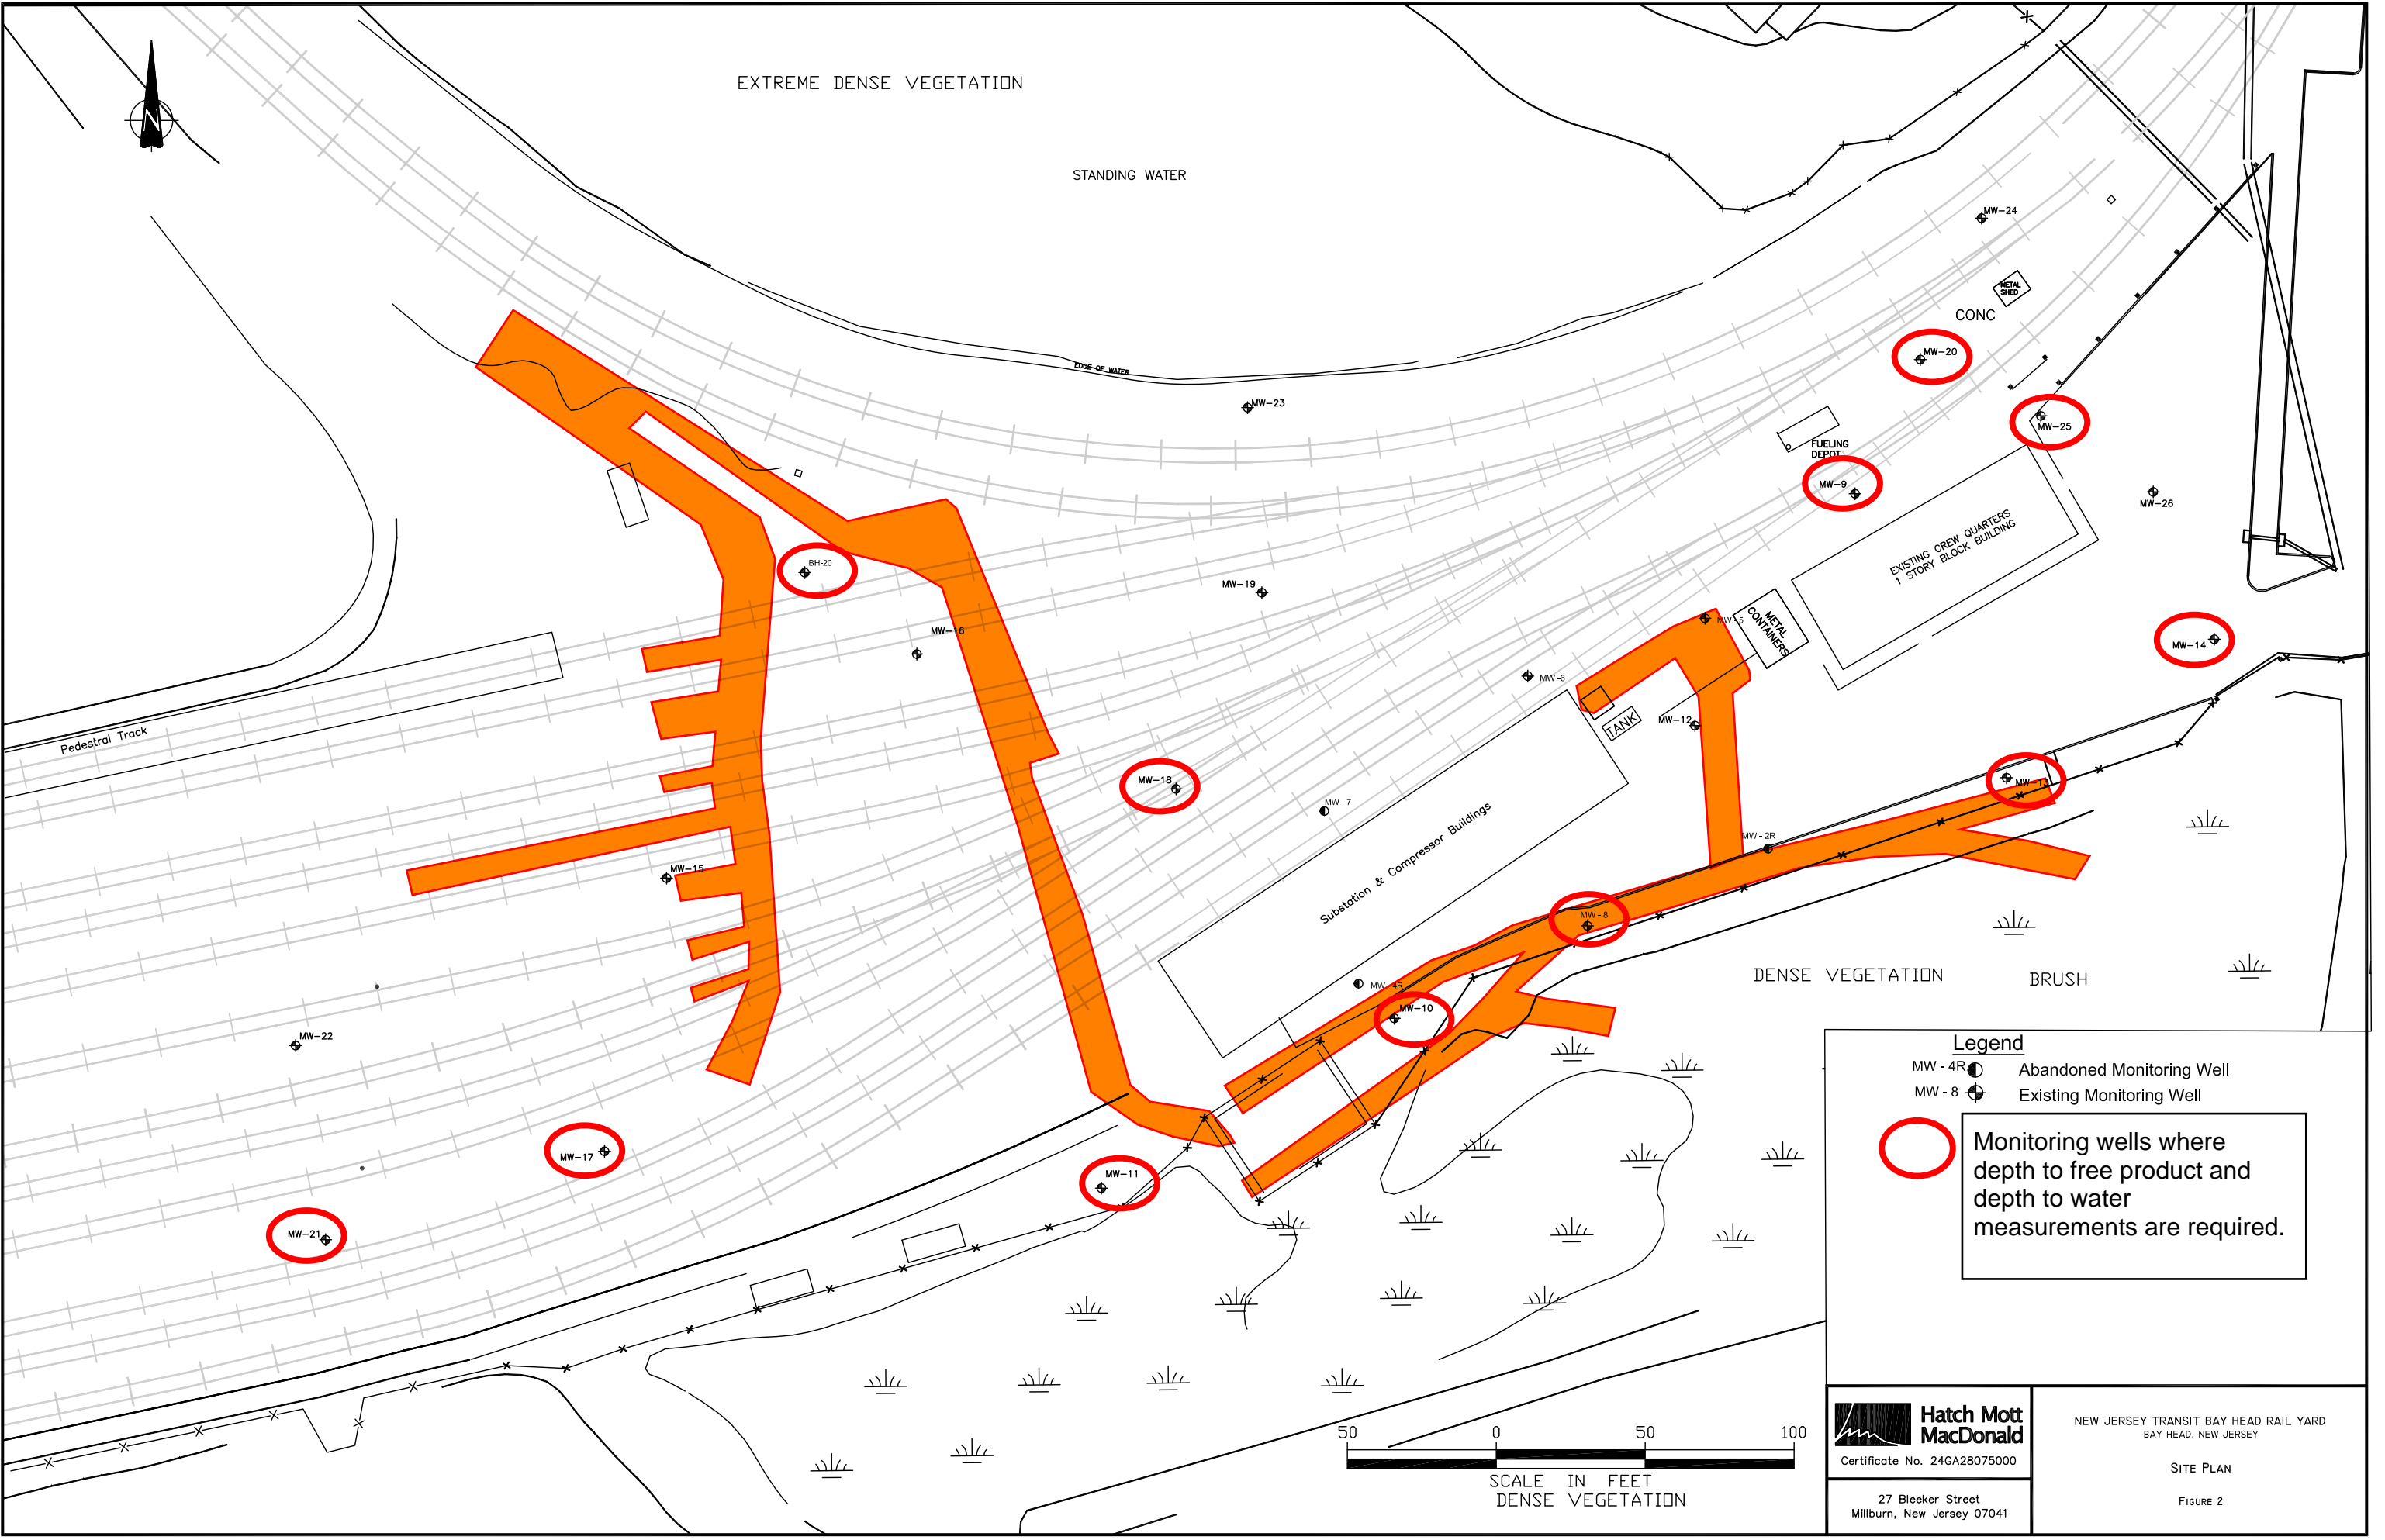 EXTREME DENSE VEGETATION
N
STANDING WATER
MW-24
METAL
SHED
CONC
MW-20
EDGE OF WATER
MW-23
MW-25
FUELING
DEPOT
MW-9
MW-26
EXISTING CREW QUARTERS
1 STORY BLOCK BUILDING
BH-20
MW-19
METAL
CONTAINERS
MW-5
MW-16
MW-14
MW-6
MW-12
TANK
Pedestral Track
MW-18
MW-13
MW-7
Substation & Compressor Buildings
MW-2R
MW-15
MW-8
DENSE VEGETATION
BRUSH
MW-4R
MW-10
MW-22
MW-17
MW-11
MW-21
Legend
MW-4R Abandoned Monitoring Well
MW-8 Existing Monitoring Well
Monitoring wells where
depth to free product and
depth to water
measurements are required.
50 0 50 100
SCALE IN FEET
DENSE VEGETATION
Hatch Mott
MacDonald
Certificate No. 24GA28075000
27 Bleeker Street
Millburn, New Jersey 07041
NEW JERSEY TRANSIT BAY HEAD RAIL YARD
BAY HEAD, NEW JERSEY
SITE PLAN
FIGURE 2